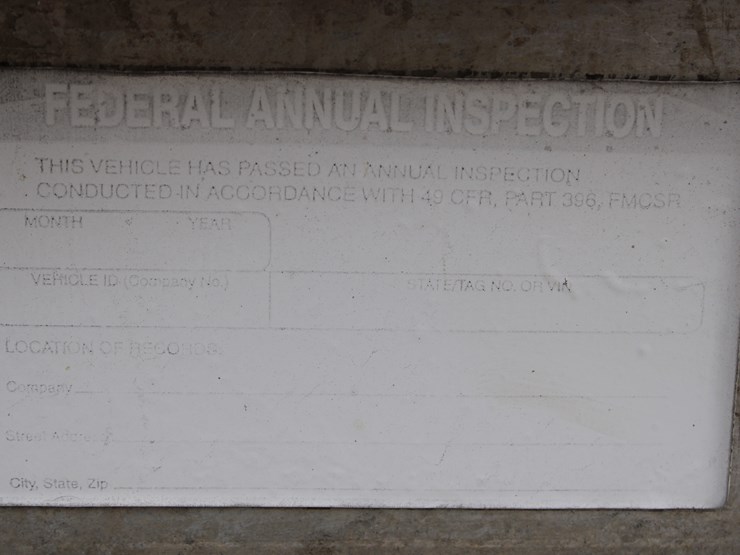 FEDERAL ANNUAL INSPECTION
THIS VEHICLE HAS PASSED AN ANNUAL INSPECTION
CONDUCTED IN ACCORDANCE WITH 49 CFR, PART 396, FMCSR
MONTH YEAR
VEHICLE ID (Company No.) STATE/TAG NO. OR VIN
LOCATION OF RECORDS
Company
Street Address
City, State, Zip